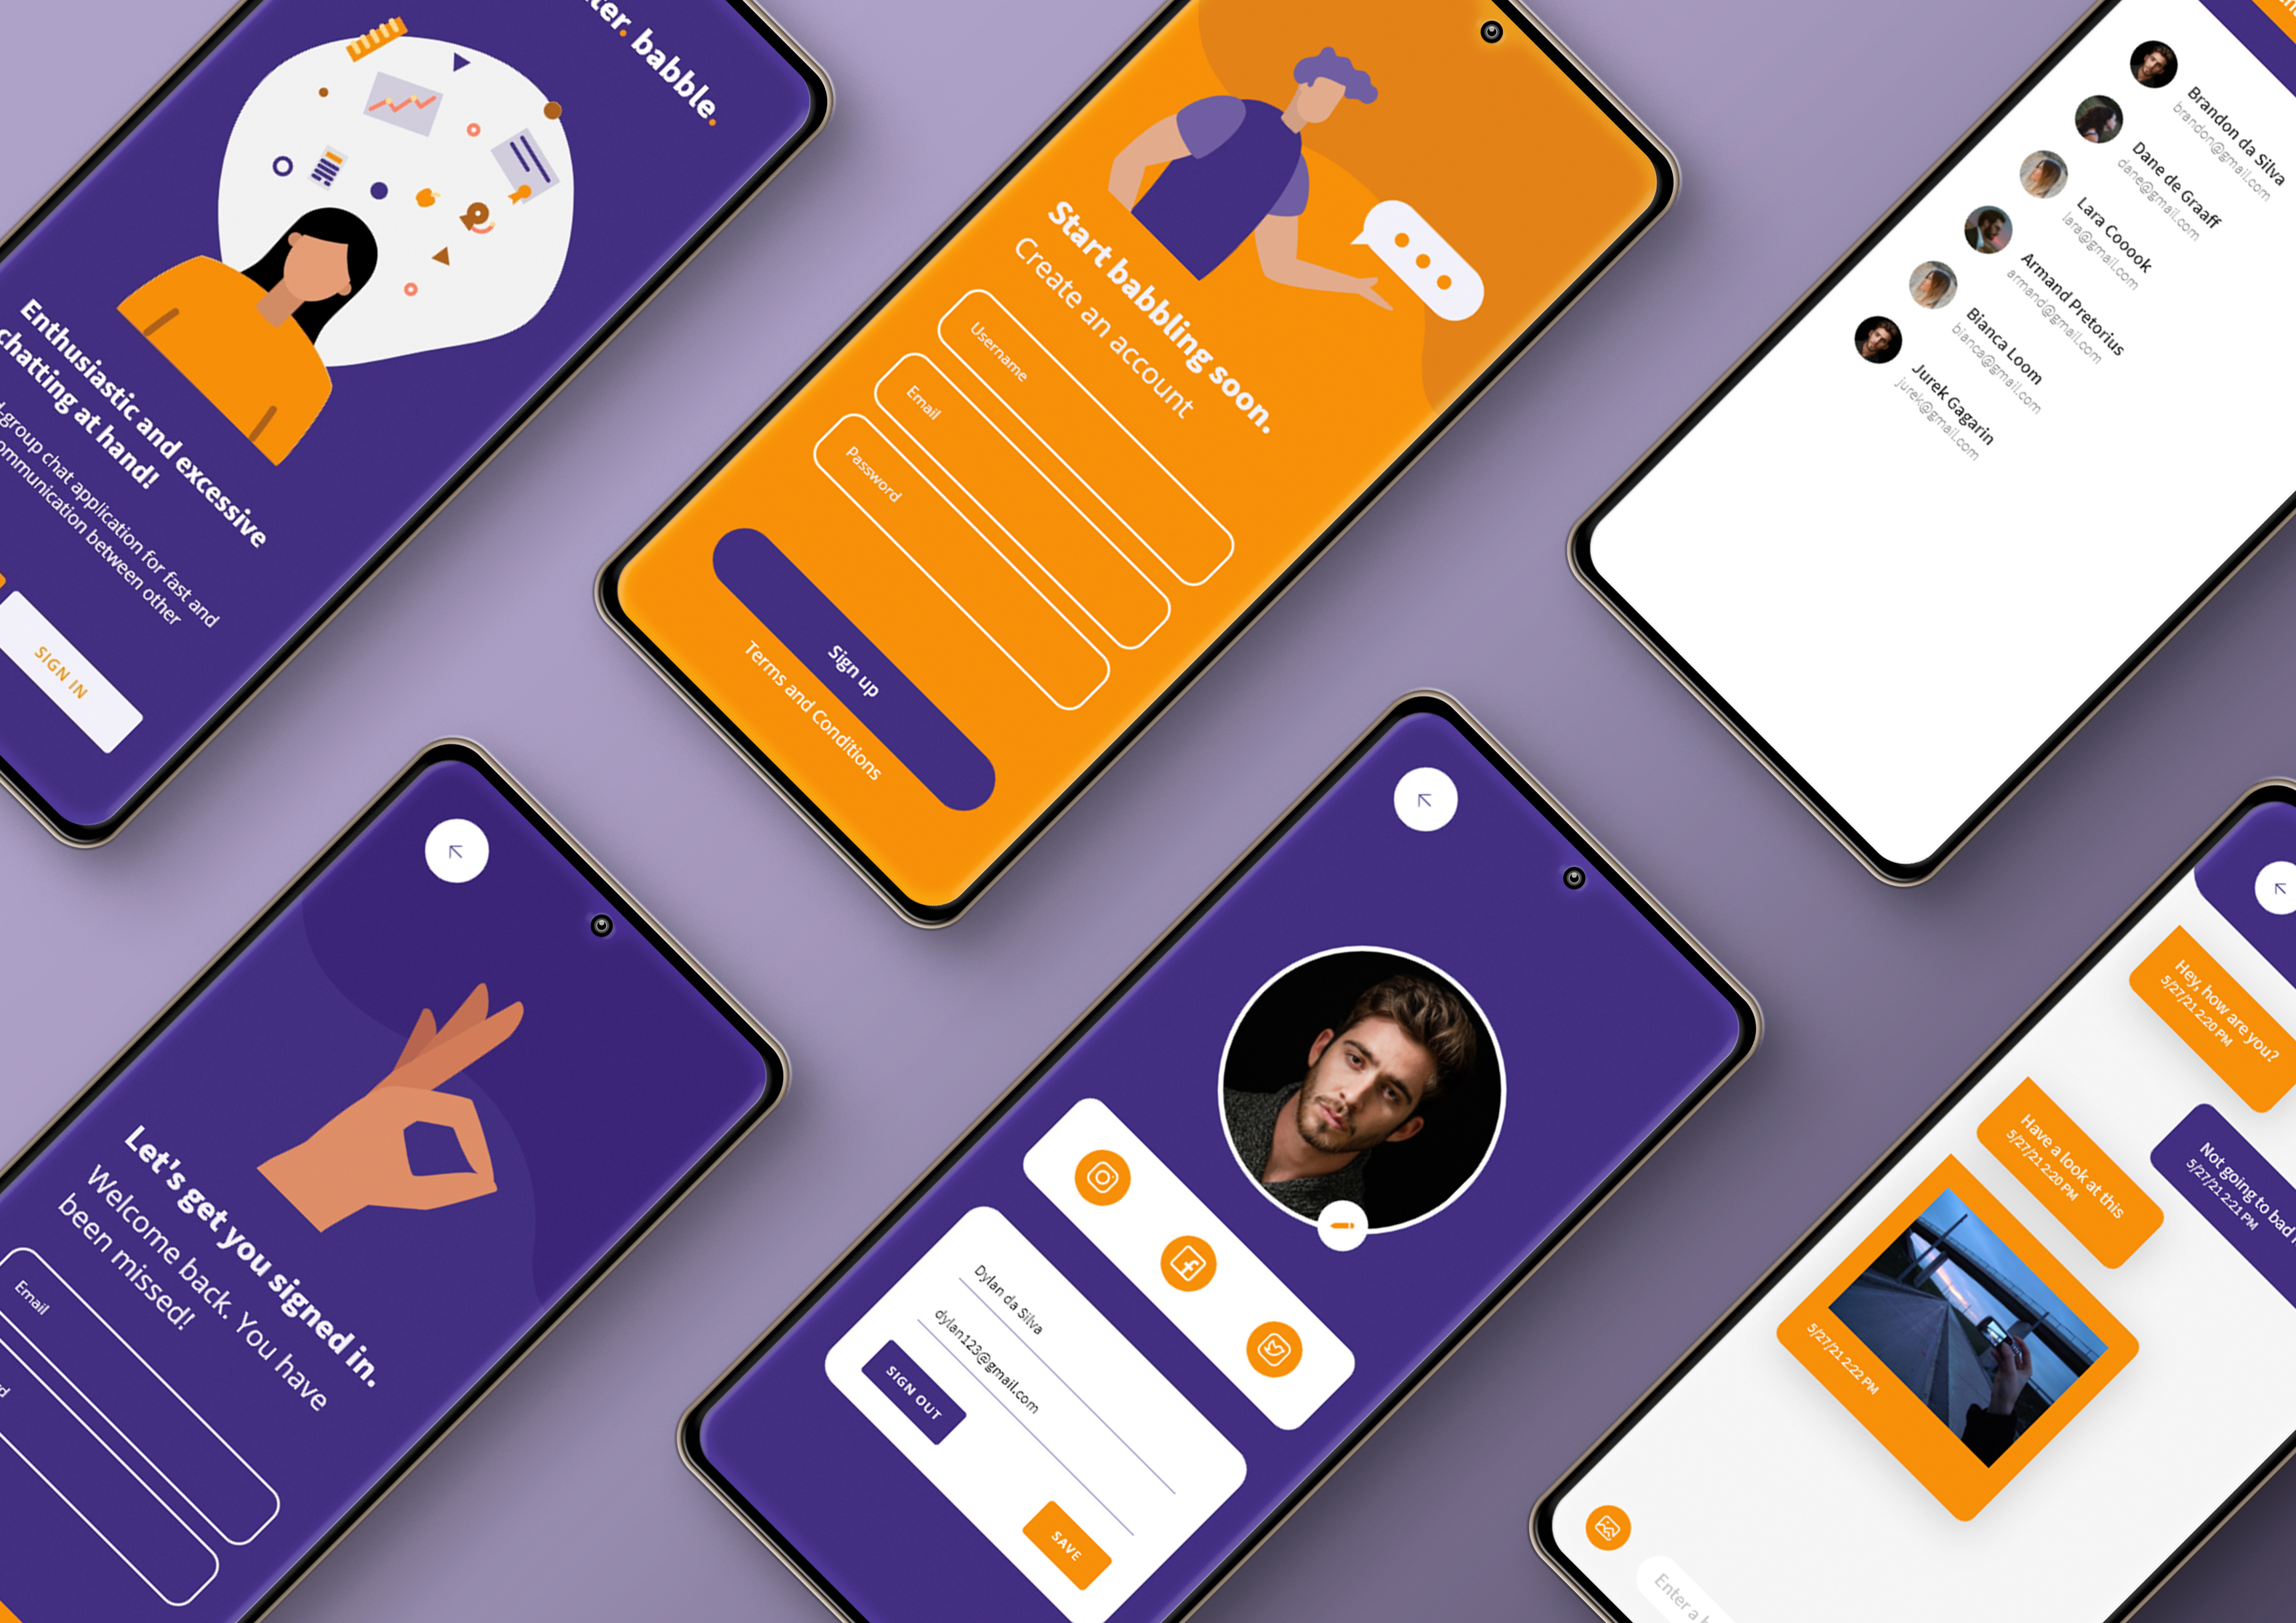 babble.
Enthusiastic and excessive
chatting at hand!
group chat application for fast and
communication between other
SIGN IN
Start babbling soon.
Create an account
Username
Email
Password
Sign up
Terms and Conditions
Brandon da Silva
brandon@gmail.com
Dane de Graaff
dane@gmail.com
Lara Cooook
lara@gmail.com
Armand Pretorius
armand@gmail.com
Bianca Loom
bianca@gmail.com
Jurek Gagarin
jurek@gmail.com
Let's get you signed in.
Welcome back. You have
been missed!
Email
Dylan da Silva
dylan123@gmail.com
SIGN OUT
SAVE
Hey, how are you?
5/27/21 2:20 PM
Have a look at this
5/27/21 2:20 PM
Not going to bad
5/27/21 2:21 PM
5/27/21 2:22 PM
Enter a